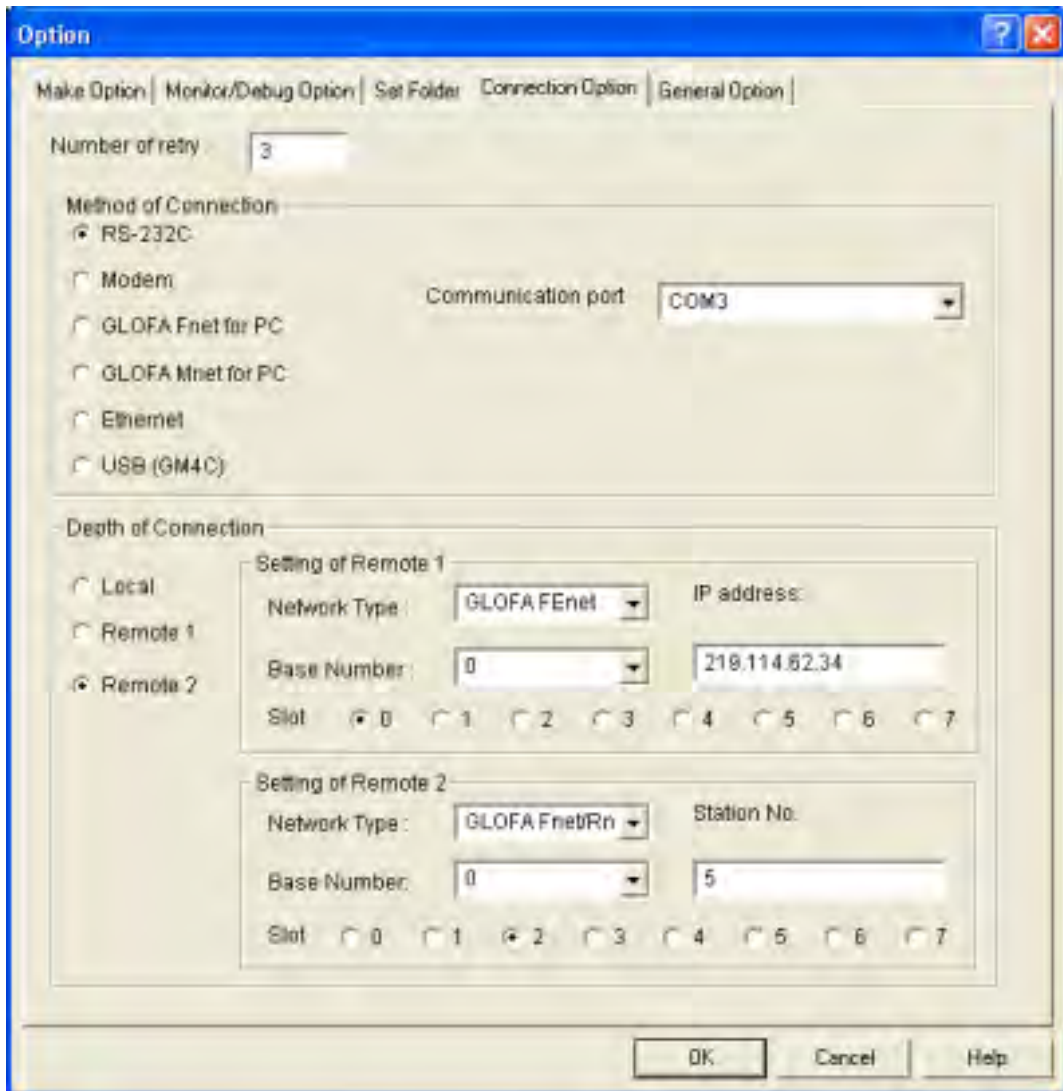 Option
Make Option Monitor/Debug Option Set Folder Connection Option General Option
Number of retry 3
Method of Connection
RS-232C
Modem
Communication port COM3
GLOFA Fnet for PC
GLOFA Mnet for PC
Ethernet
USB (GM4C)
Depth of Connection
Local
Remote 1
Remote 2
Setting of Remote 1
Network Type : GLOFA FEnet IP address:
Base Number : 0 219.114.62.34
Slot 0 1 2 3 4 5 6 7
Setting of Remote 2
Network Type : GLOFA Fnet/Rn Station No.
Base Number: 0 5
Slot 0 1 2 3 4 5 6 7
OK Cancel Help